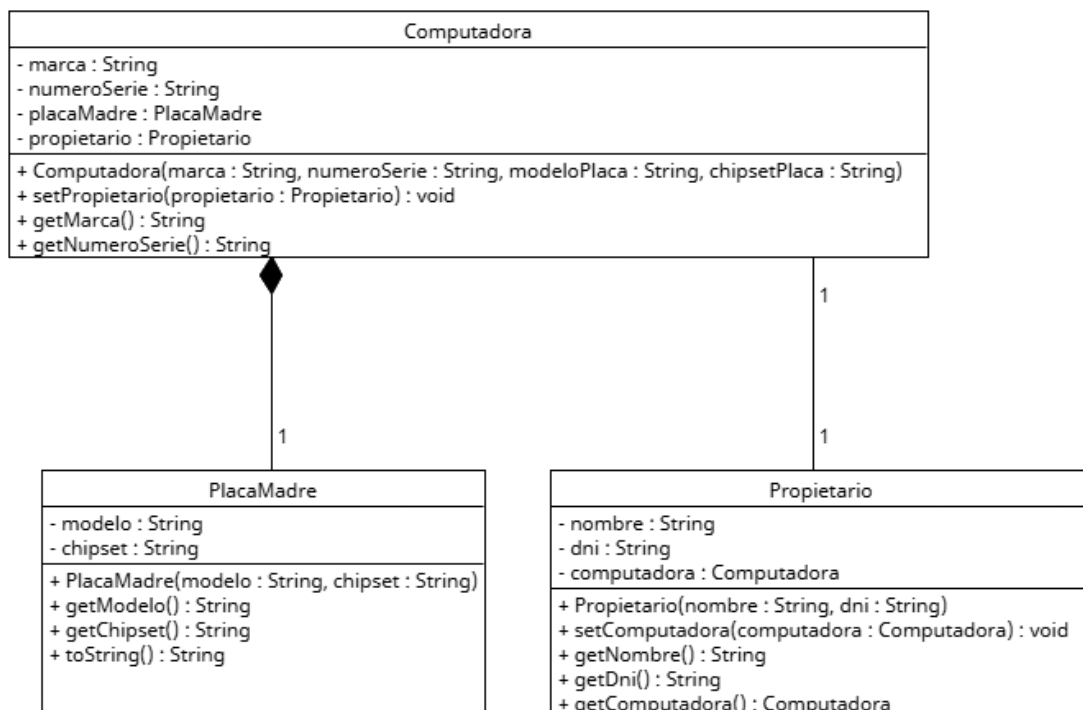 Computadora
- marca : String
- numeroSerie : String
- placaMadre : PlacaMadre
- propietario : Propietario
+ Computadora(marca : String, numeroSerie : String, modeloPlaca : String, chipsetPlaca : String)
+ setPropietario(propietario : Propietario) : void
+ getMarca() : String
+ getNumeroSerie() : String
1
1
1
PlacaMadre
- modelo : String
- chipset : String
+ PlacaMadre(modelo : String, chipset : String)
+ getModelo() : String
+ getChipset() : String
+ toString() : String
Propietario
- nombre : String
- dni : String
- computadora : Computadora
+ Propietario(nombre : String, dni : String)
+ setComputadora(computadora : Computadora) : void
+ getNombre() : String
+ getDni() : String
+ getComputadora() : Computadora